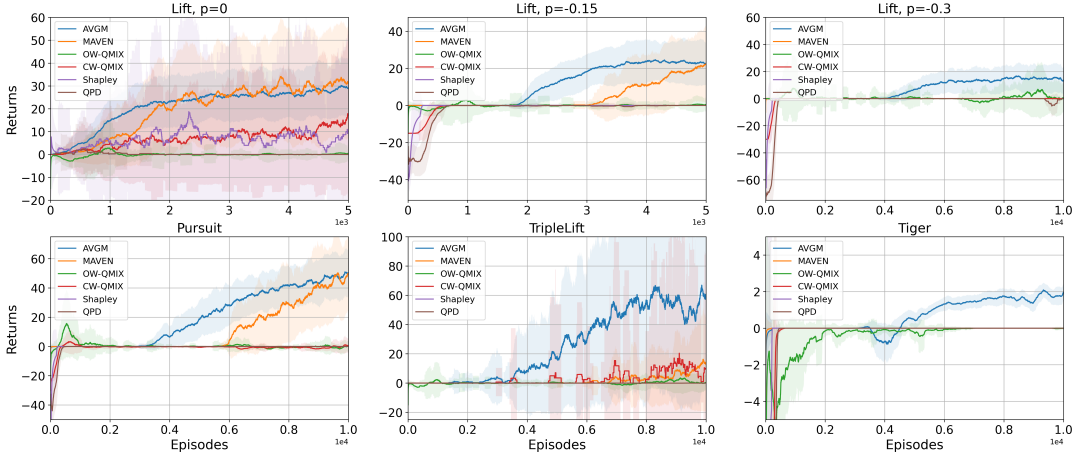 Lift, p=0
Returns
60
50
40
30
20
10
0
−10
−20
AVGM
MAVEN
OW-QMIX
CW-QMIX
Shapley
QPD
0 1 2 3 4 5
1e3
Lift, p=-0.15
40
20
0
−20
−40
AVGM
MAVEN
OW-QMIX
CW-QMIX
Shapley
QPD
0 1 2 3 4 5
1e3
Lift, p=-0.3
60
40
20
0
−20
−40
−60
AVGM
MAVEN
OW-QMIX
CW-QMIX
Shapley
QPD
0.0 0.2 0.4 0.6 0.8 1.0
1e4
Pursuit
Returns
60
40
20
0
−20
−40
AVGM
MAVEN
OW-QMIX
CW-QMIX
Shapley
QPD
0.0 0.2 0.4 0.6 0.8 1.0
Episodes
1e4
TripleLift
100
80
60
40
20
0
−20
AVGM
MAVEN
OW-QMIX
CW-QMIX
Shapley
QPD
0.0 0.2 0.4 0.6 0.8 1.0
Episodes
1e4
Tiger
4
2
0
−2
−4
AVGM
MAVEN
OW-QMIX
CW-QMIX
Shapley
QPD
0.0 0.2 0.4 0.6 0.8 1.0
Episodes
1e4